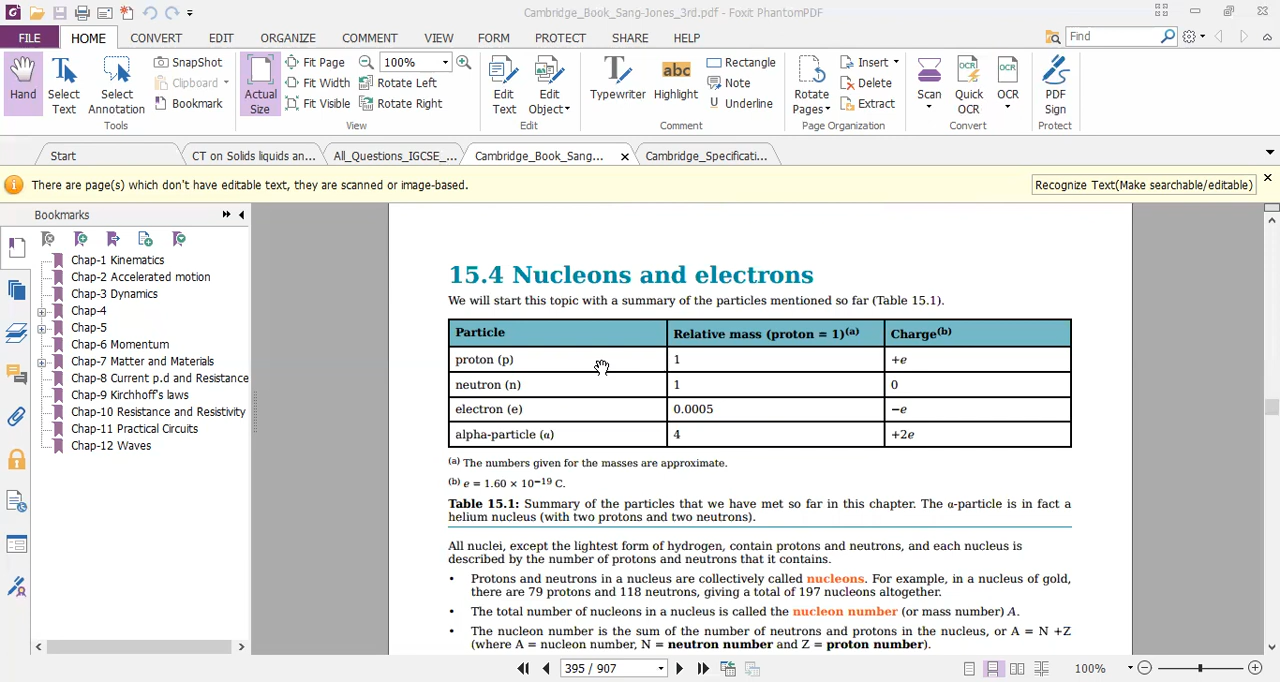 Cambridge_Book_Sang-Jones_3rd.pdf - Foxit PhantomPDF
FILE HOME CONVERT EDIT ORGANIZE COMMENT VIEW FORM PROTECT SHARE HELP Find
Hand
Select Text
Select Annotation
SnapShot
Clipboard
Bookmark
Tools
Actual Size
Fit Page
Fit Width
Fit Visible
100%
Rotate Left
Rotate Right
View
Edit Text
Edit Object
Edit
Typewriter
abc
Highlight
Rectangle
Note
U Underline
Comment
Rotate Pages
Insert
Delete
Extract
Page Organization
Scan
OCR
Quick OCR
OCR
OCR
Convert
PDF Sign
Protect
Start CT on Solids liquids an... All_Questions_IGCSE_... Cambridge_Book_Sang... Cambridge_Specificati...
There are page(s) which don't have editable text, they are scanned or image-based. Recognize Text(Make searchable/editable)
Bookmarks
Chap-1 Kinematics
Chap-2 Accelerated motion
Chap-3 Dynamics
Chap-4
Chap-5
Chap-6 Momentum
Chap-7 Matter and Materials
Chap-8 Current p.d and Resistance
Chap-9 Kirchhoff's laws
Chap-10 Resistance and Resistivity
Chap-11 Practical Circuits
Chap-12 Waves
15.4 Nucleons and electrons
We will start this topic with a summary of the particles mentioned so far (Table 15.1).
Particle Relative mass (proton = 1)(a) Charge(b)
proton (p) 1 +e
neutron (n) 1 0
electron (e) 0.0005 −e
alpha-particle (α) 4 +2e
(a) The numbers given for the masses are approximate.
(b) e = 1.60 × 10−19 C.
Table 15.1: Summary of the particles that we have met so far in this chapter. The α-particle is in fact a
helium nucleus (with two protons and two neutrons).
All nuclei, except the lightest form of hydrogen, contain protons and neutrons, and each nucleus is
described by the number of protons and neutrons that it contains.
• Protons and neutrons in a nucleus are collectively called nucleons. For example, in a nucleus of gold,
there are 79 protons and 118 neutrons, giving a total of 197 nucleons altogether.
• The total number of nucleons in a nucleus is called the nucleon number (or mass number) A.
• The nucleon number is the sum of the number of neutrons and protons in the nucleus, or A = N +Z
(where A = nucleon number, N = neutron number and Z = proton number).
395 / 907 100%